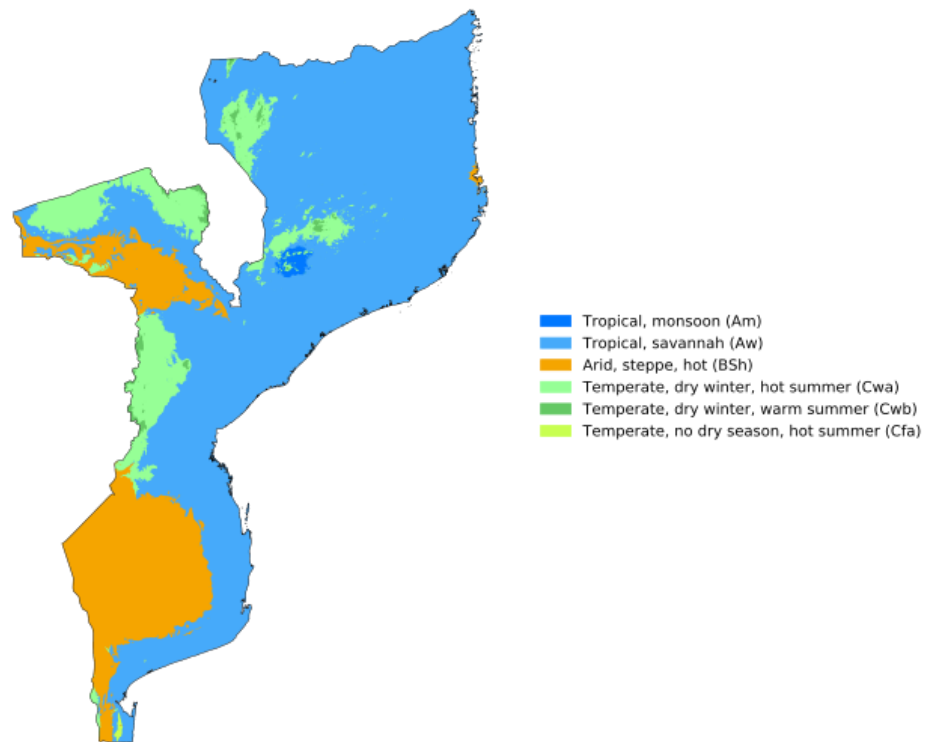 Tropical, monsoon (Am)
Tropical, savannah (Aw)
Arid, steppe, hot (BSh)
Temperate, dry winter, hot summer (Cwa)
Temperate, dry winter, warm summer (Cwb)
Temperate, no dry season, hot summer (Cfa)